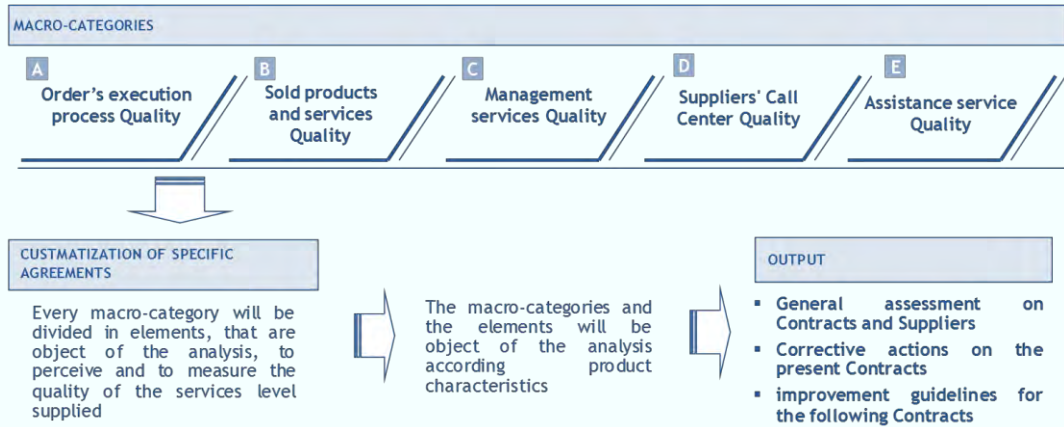 MACRO-CATEGORIES
A
Order's execution
process Quality
B
Sold products
and services
Quality
C
Management
services Quality
D
Suppliers' Call
Center Quality
E
Assistance service
Quality
CUSTMATIZATION OF SPECIFIC
AGREEMENTS
Every macro-category will be
divided in elements, that are
object of the analysis, to
perceive and to measure the
quality of the services level
supplied
The macro-categories and
the elements will be
object of the analysis
according product
characteristics
OUTPUT
▪ General assessment on
Contracts and Suppliers
▪ Corrective actions on the
present Contracts
▪ improvement guidelines for
the following Contracts